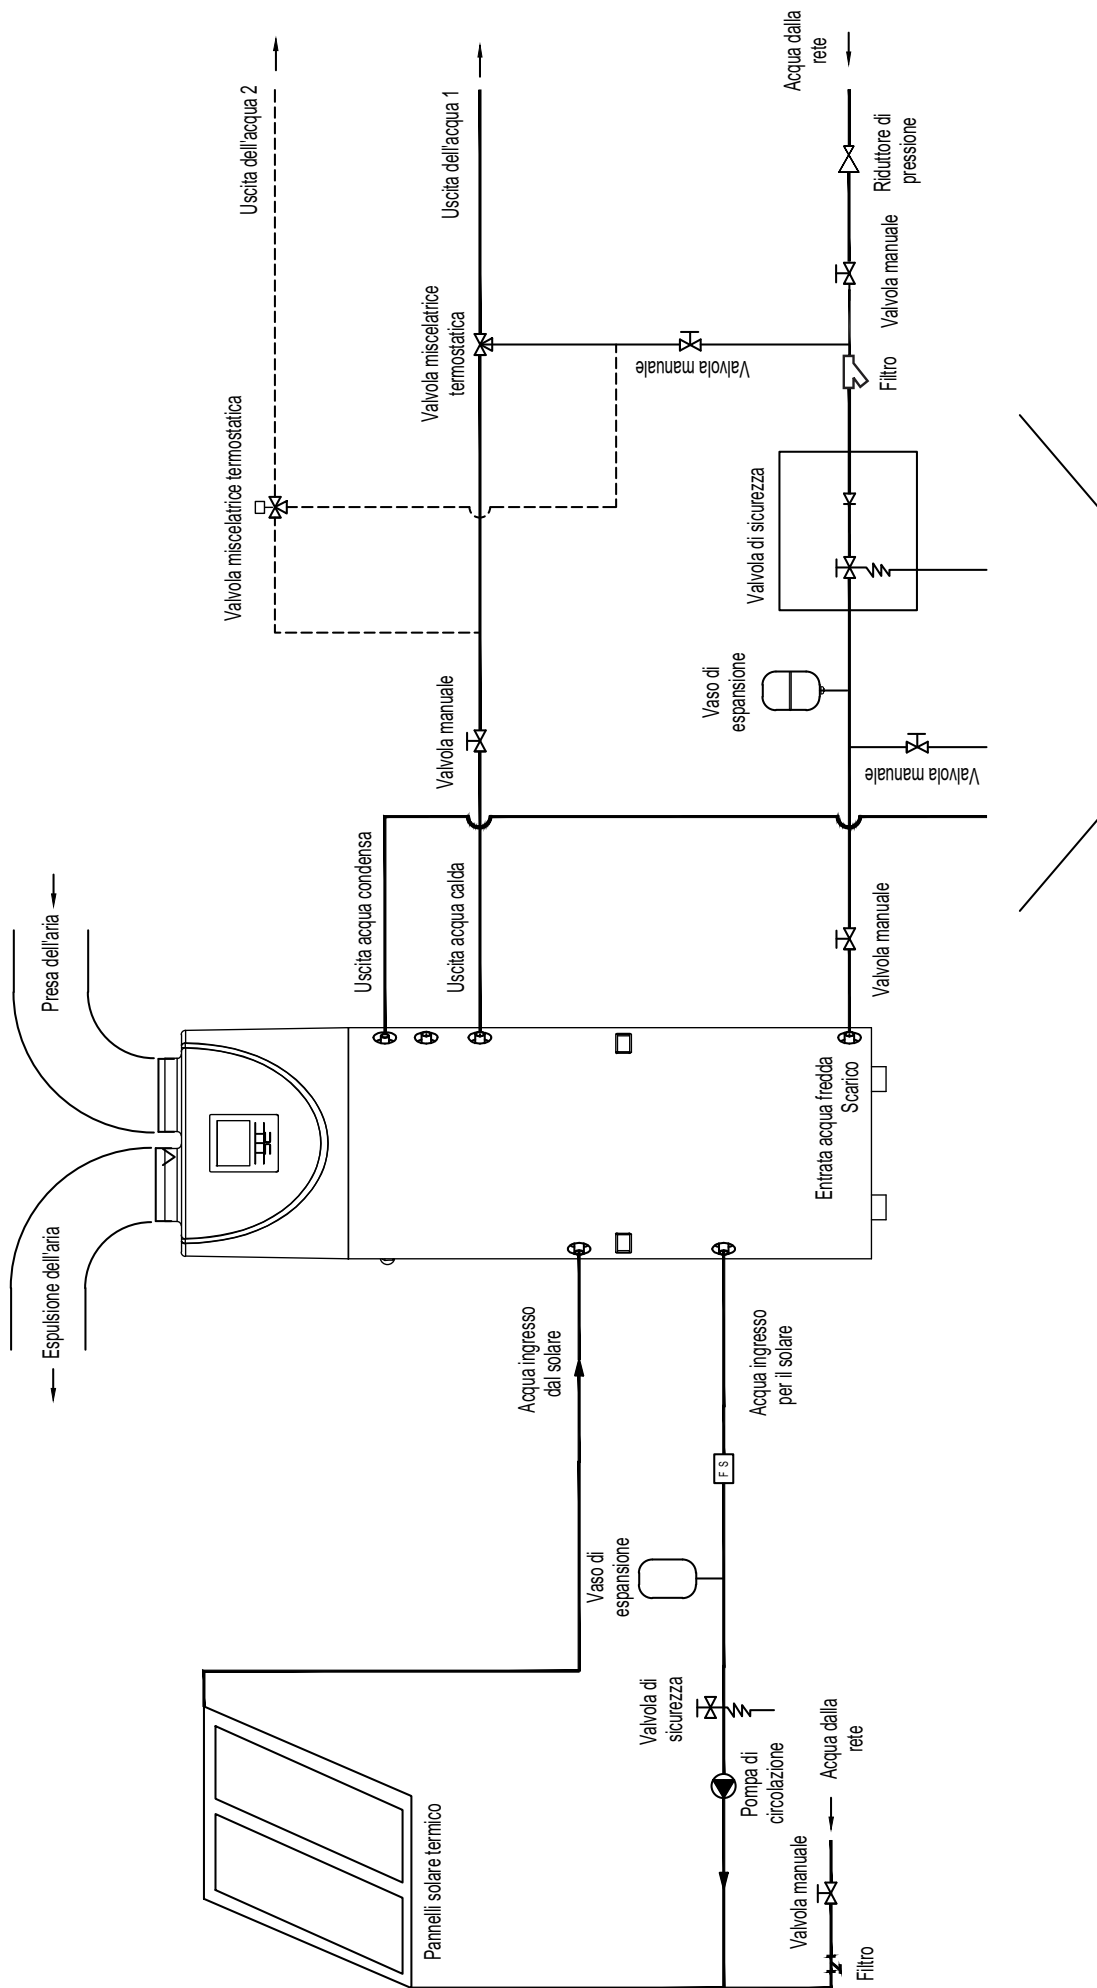 Espulsione dell'aria
Presa dell'aria
Uscita dell'acqua 2
Valvola miscelatrice termostatica
Uscita dell'acqua 1
Valvola miscelatrice
termostatica
Valvola manuale
Uscita acqua condensa
Uscita acqua calda
Acqua dalla
rete
Riduttore di
pressione
Valvola manuale
Valvola manuale
Filtro
Valvola di sicurezza
Vaso di
espansione
Valvola manuale
Valvola manuale
Entrata acqua fredda
Scarico
Acqua ingresso
dal solare
Acqua ingresso
per il solare
F S
Vaso di
espansione
Valvola di
sicurezza
Pompa di
circolazione
Pannelli solare termico
Acqua dalla
rete
Valvola manuale
Filtro